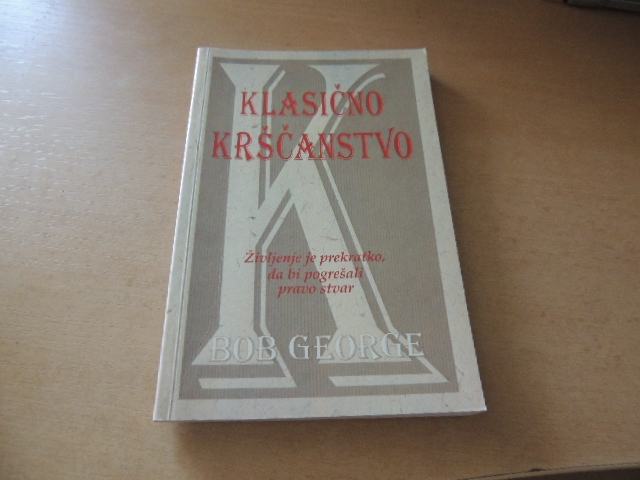 KLASIČNO
KRŠČANSTVO
Življenje je prekratko,
da bi pogrešali
pravo stvar
BOB GEORGE